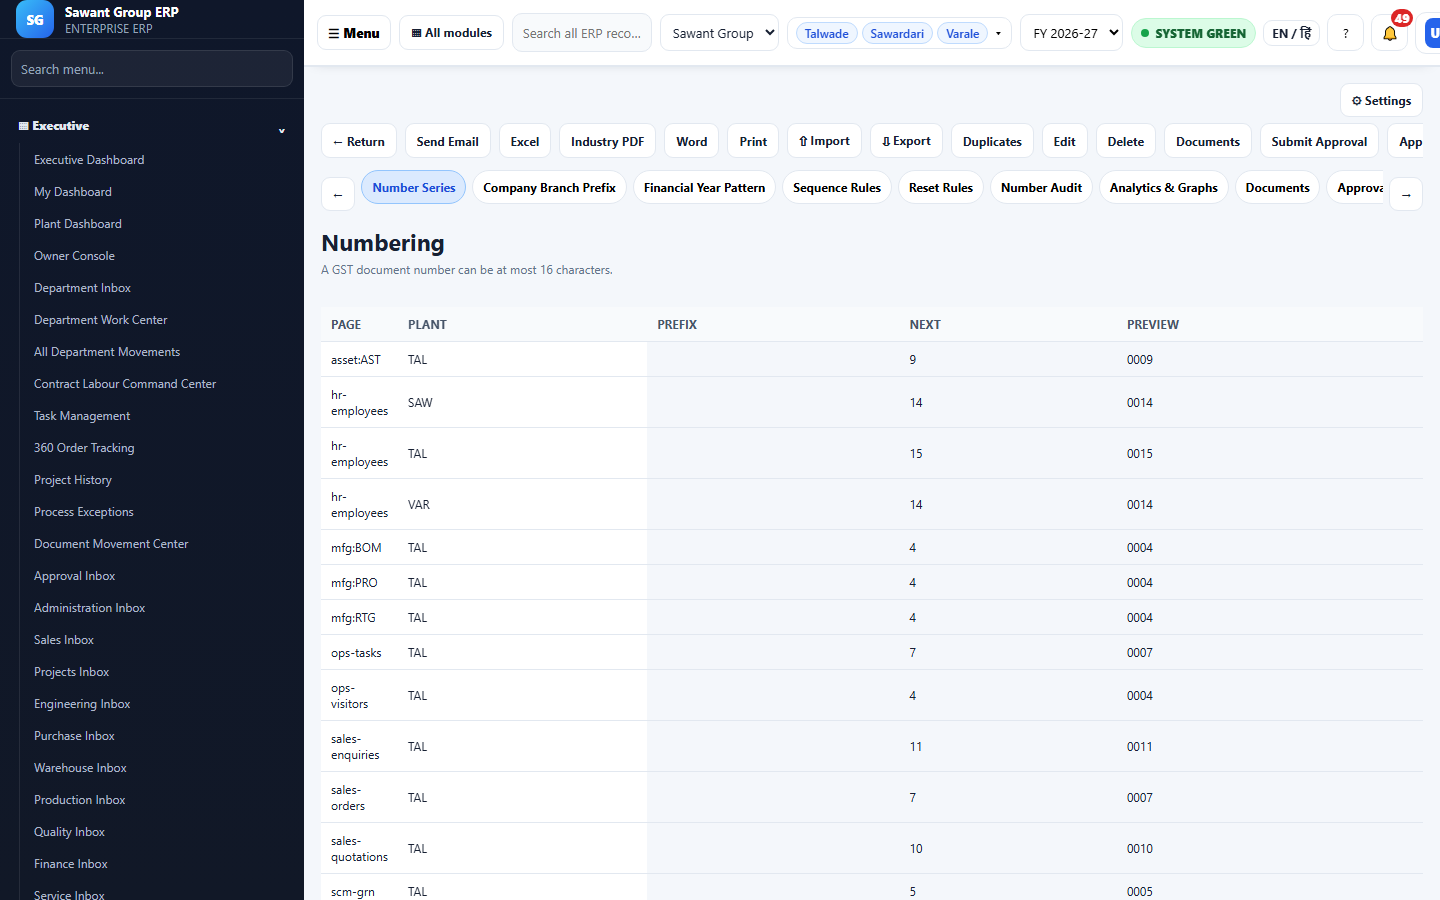 SG
Sawant Group ERP
ENTERPRISE ERP
☰ Menu
▦ All modules
Search all ERP reco...
Sawant Group
Talwade
Sawardari
Varale
FY 2026-27
SYSTEM GREEN
EN / हिं
?
49
U
Search menu...
▦ Executive
Executive Dashboard
My Dashboard
Plant Dashboard
Owner Console
Department Inbox
Department Work Center
All Department Movements
Contract Labour Command Center
Task Management
360 Order Tracking
Project History
Process Exceptions
Document Movement Center
Approval Inbox
Administration Inbox
Sales Inbox
Projects Inbox
Engineering Inbox
Purchase Inbox
Warehouse Inbox
Production Inbox
Quality Inbox
Finance Inbox
Service Inbox
⚙ Settings
← Return
Send Email
Excel
Industry PDF
Word
Print
⇧ Import
⇩ Export
Duplicates
Edit
Delete
Documents
Submit Approval
App
←
Number Series
Company Branch Prefix
Financial Year Pattern
Sequence Rules
Reset Rules
Number Audit
Analytics & Graphs
Documents
Approva
→
Numbering
A GST document number can be at most 16 characters.
PAGE PLANT PREFIX NEXT PREVIEW
asset:AST TAL 9 0009
hr-
employees SAW 14 0014
hr-
employees TAL 15 0015
hr-
employees VAR 14 0014
mfg:BOM TAL 4 0004
mfg:PRO TAL 4 0004
mfg:RTG TAL 4 0004
ops-tasks TAL 7 0007
ops-
visitors TAL 4 0004
sales-
enquiries TAL 11 0011
sales-
orders TAL 7 0007
sales-
quotations TAL 10 0010
scm-grn TAL 5 0005